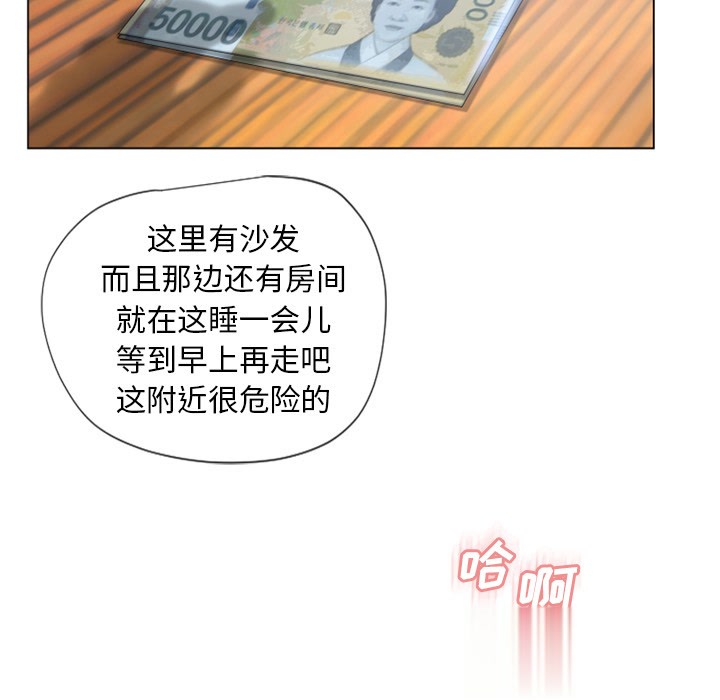 50000
这里有沙发
而且那边还有房间
就在这睡一会儿
等到早上再走吧
这附近很危险的
哈啊